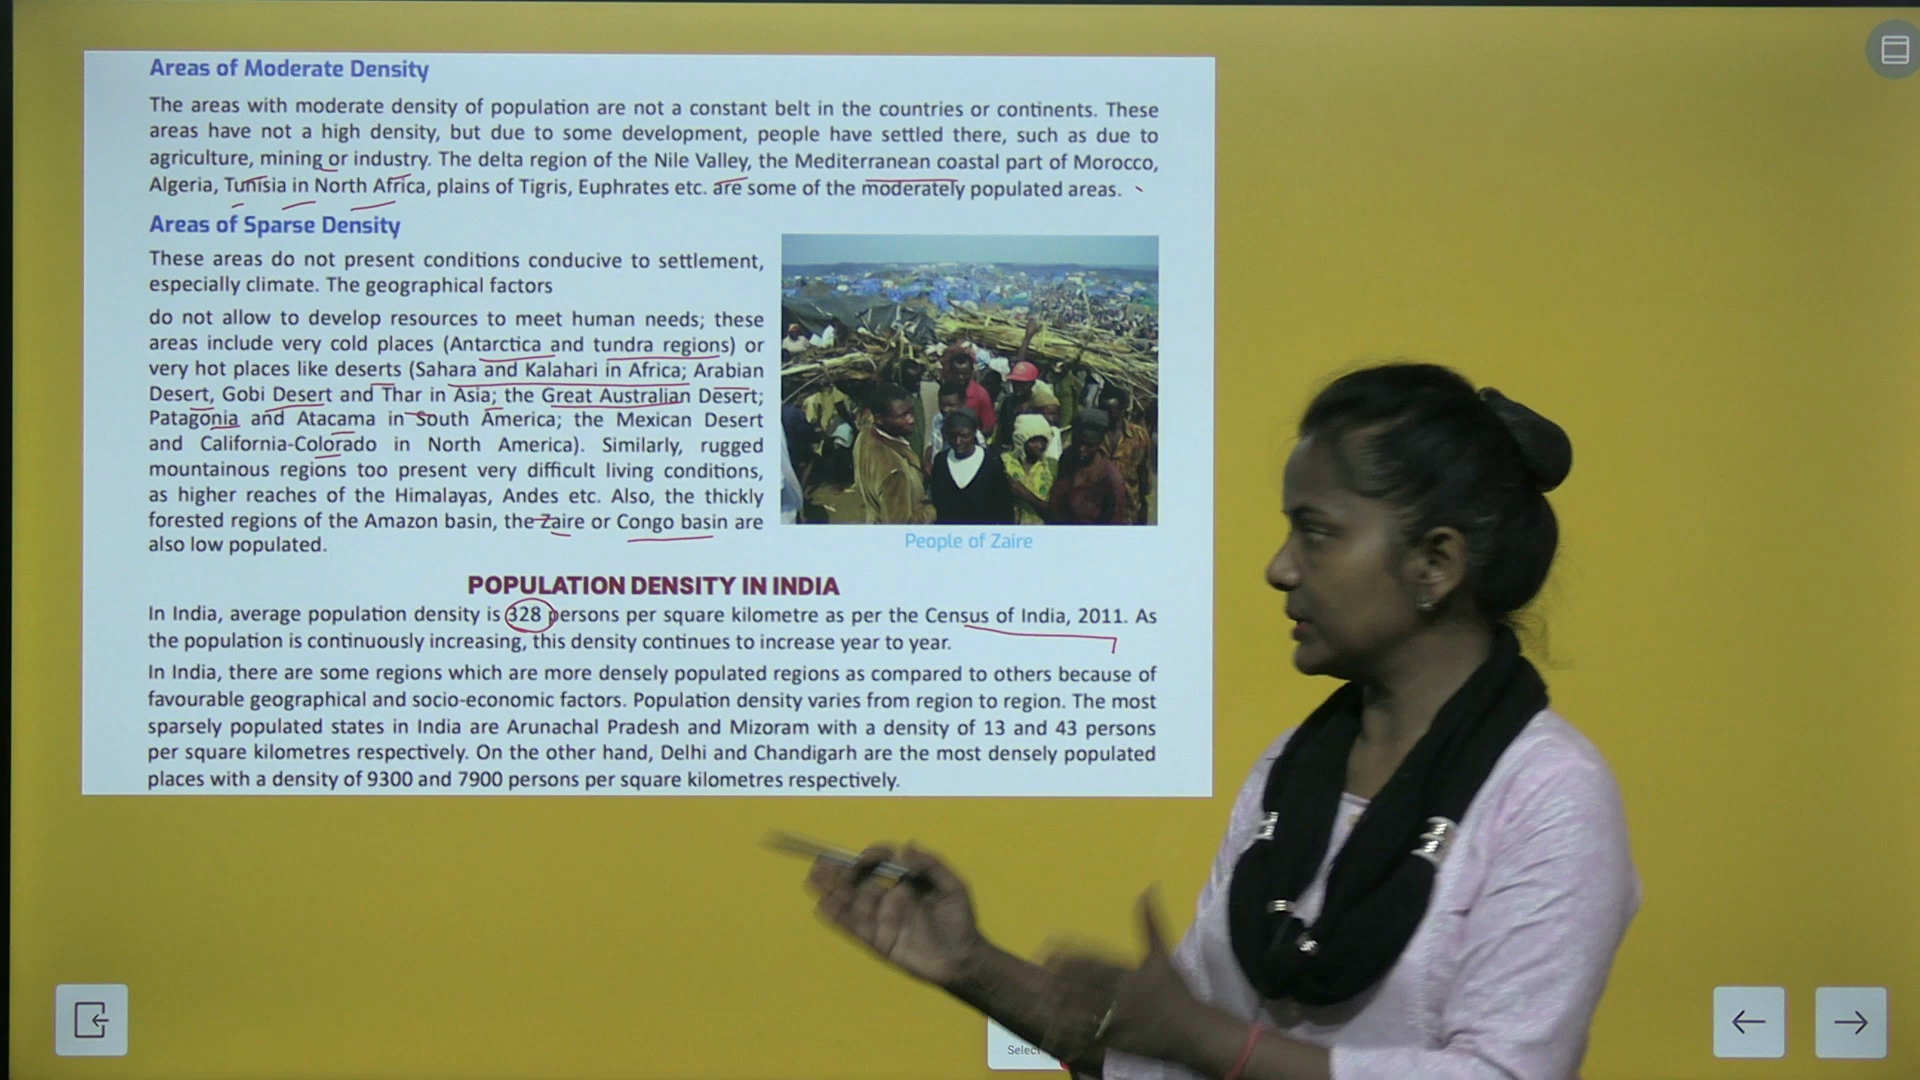 Areas of Moderate Density
The areas with moderate density of population are not a constant belt in the countries or continents. These
areas have not a high density, but due to some development, people have settled there, such as due to
agriculture, mining or industry. The delta region of the Nile Valley, the Mediterranean coastal part of Morocco,
Algeria, Tunisia in North Africa, plains of Tigris, Euphrates etc. are some of the moderately populated areas.
Areas of Sparse Density
These areas do not present conditions conducive to settlement,
especially climate. The geographical factors
do not allow to develop resources to meet human needs; these
areas include very cold places (Antarctica and tundra regions) or
very hot places like deserts (Sahara and Kalahari in Africa; Arabian
Desert, Gobi Desert and Thar in Asia; the Great Australian Desert;
Patagonia and Atacama in South America; the Mexican Desert
and California-Colorado in North America). Similarly, rugged
mountainous regions too present very difficult living conditions,
as higher reaches of the Himalayas, Andes etc. Also, the thickly
forested regions of the Amazon basin, the Zaire or Congo basin are
also low populated.
People of Zaire
POPULATION DENSITY IN INDIA
In India, average population density is 328 persons per square kilometre as per the Census of India, 2011. As
the population is continuously increasing, this density continues to increase year to year.
In India, there are some regions which are more densely populated regions as compared to others because of
favourable geographical and socio-economic factors. Population density varies from region to region. The most
sparsely populated states in India are Arunachal Pradesh and Mizoram with a density of 13 and 43 persons
per square kilometres respectively. On the other hand, Delhi and Chandigarh are the most densely populated
places with a density of 9300 and 7900 persons per square kilometres respectively.
Select